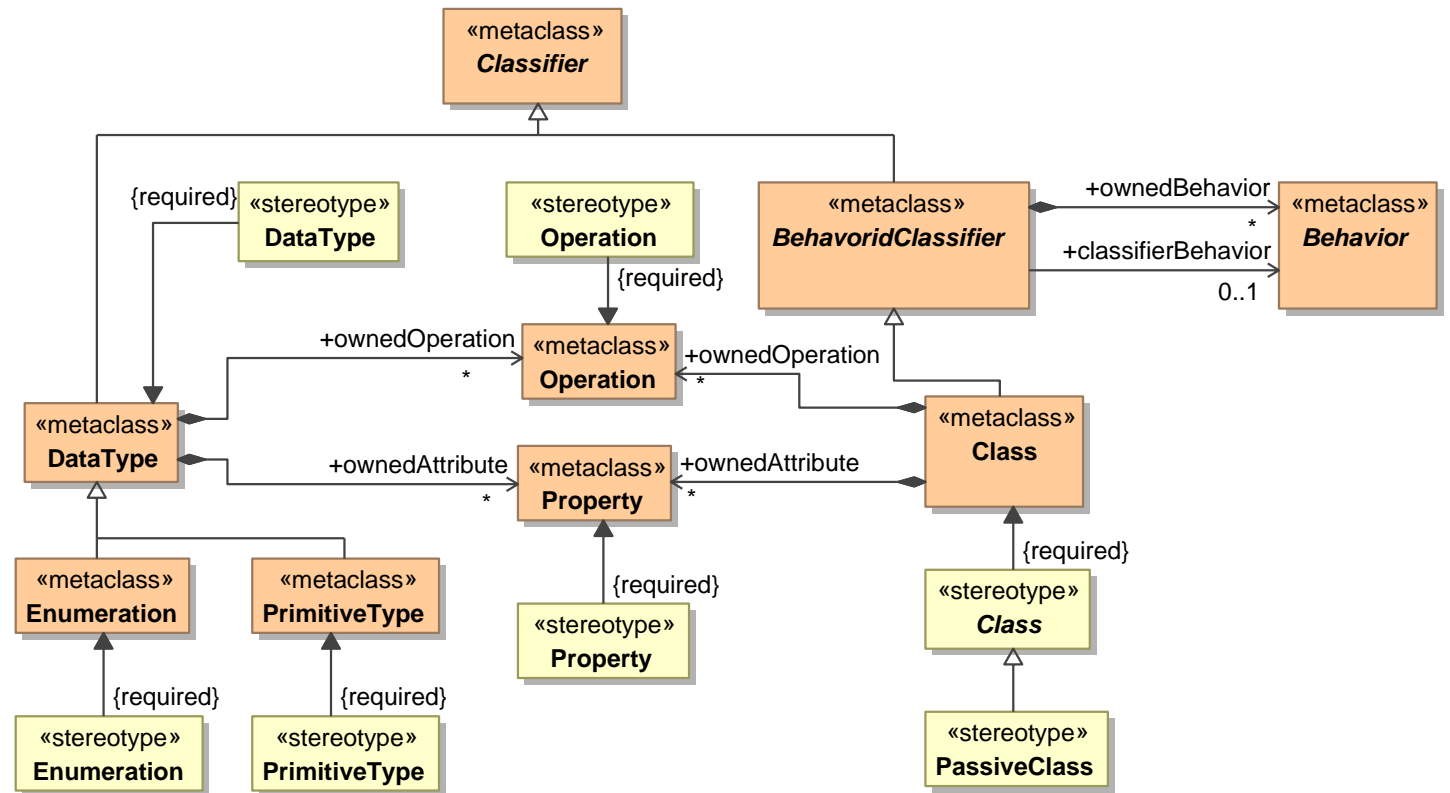 «metaclass»
Classifier
{required}
«stereotype»
DataType
«stereotype»
Operation
{required}
«metaclass»
BehavoridClassifier
+ownedBehavior
*
+classifierBehavior
0..1
«metaclass»
Behavior
+ownedOperation
*
«metaclass»
Operation
+ownedOperation
*
«metaclass»
DataType
«metaclass»
Class
+ownedAttribute
*
«metaclass»
Property
+ownedAttribute
*
{required}
{required}
«metaclass»
Enumeration
«metaclass»
PrimitiveType
«stereotype»
Property
«stereotype»
Class
{required}
{required}
«stereotype»
Enumeration
«stereotype»
PrimitiveType
«stereotype»
PassiveClass